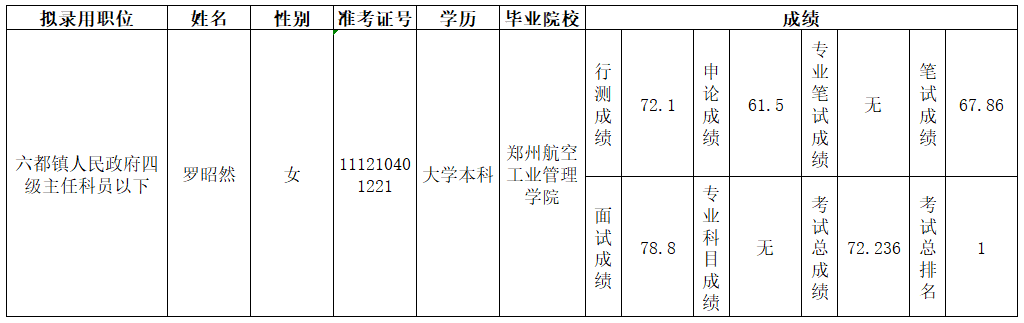 拟录用职位 姓名 性别 准考证号 学历 毕业院校 成绩
六都镇人民政府四级主任科员以下 罗昭然 女 111210401221 大学本科 郑州航空工业管理学院
行测成绩 72.1 申论成绩 61.5 专业笔试成绩 无 笔试成绩 67.86
面试成绩 78.8 专业科目成绩 无 考试总成绩 72.236 考试总排名 1